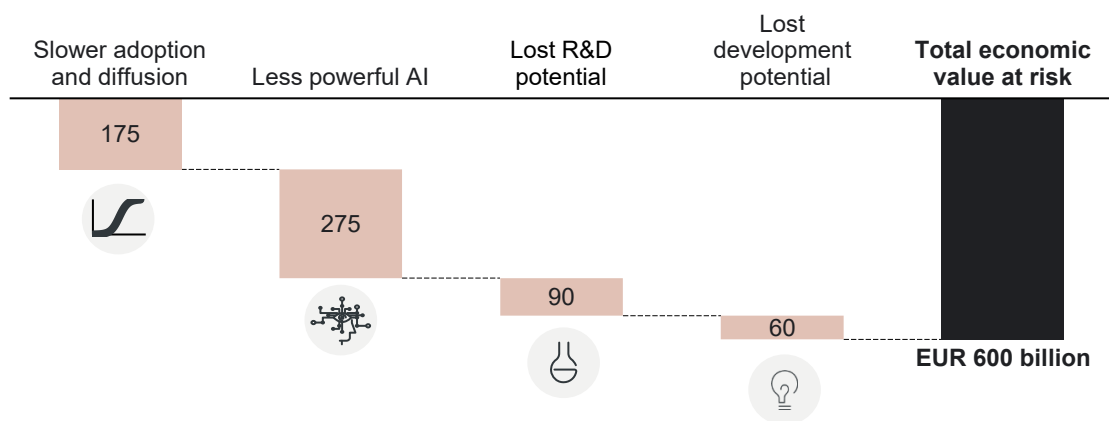 Slower adoption
and diffusion
Less powerful AI
Lost R&D
potential
Lost
development
potential
Total economic
value at risk
175
275
90
60
EUR 600 billion